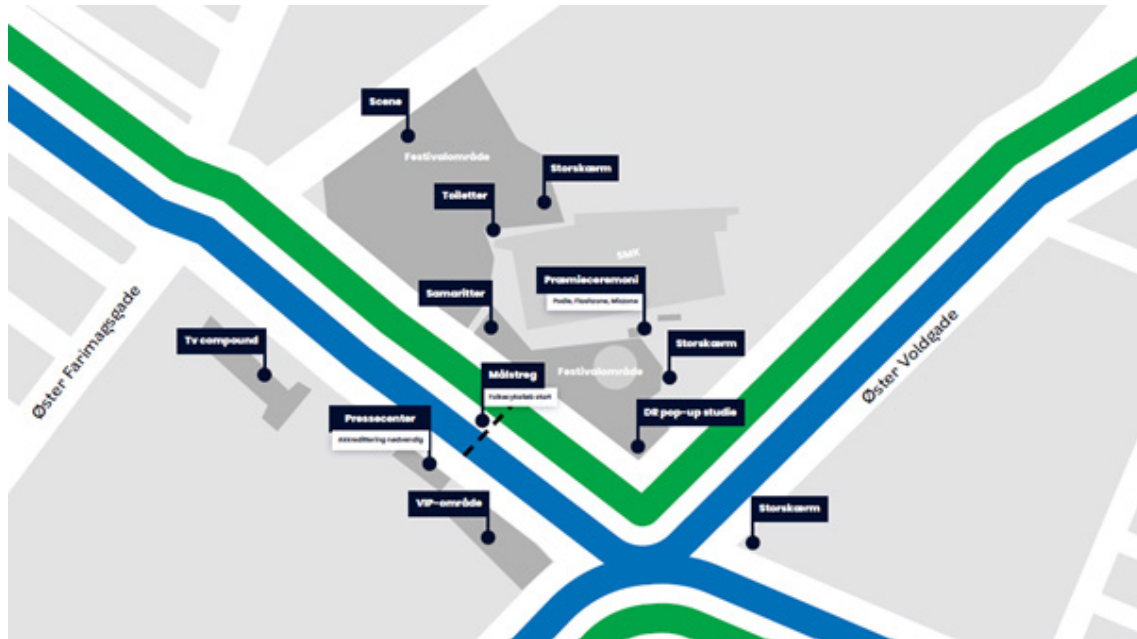 Scene
Festivalområde
Storskærm
Toiletter
SMK
Præmieceremoni
Podie, Flashzone, Mixzone
Samaritter
Øster Farimagsgade
Tv compound
Storskærm
Øster Voldgade
Målstreg
Folkecykelløb start
Festivalområde
Pressecenter
Akkreditering nødvendig
DR pop-up studie
VIP-område
Storskærm